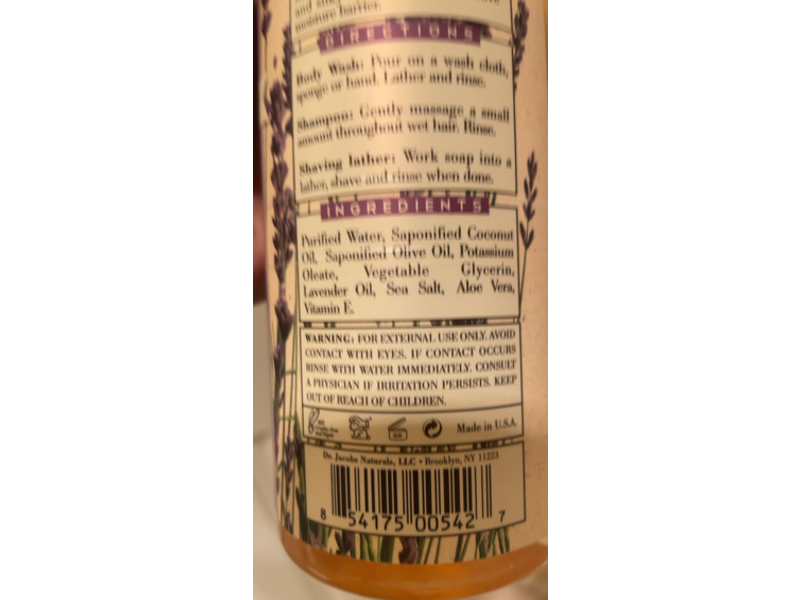 moisture barrier.
DIRECTIONS
Body Wash: Pour on a wash cloth,
sponge or hand. Lather and rinse.
Shampoo: Gently massage a small
amount throughout wet hair. Rinse.
Shaving lather: Work soap into a
lather, shave and rinse when done.
INGREDIENTS
Purified Water, Saponified Coconut
Oil, Saponified Olive Oil, Potassium
Oleate, Vegetable Glycerin,
Lavender Oil, Sea Salt, Aloe Vera,
Vitamin E.
WARNING: FOR EXTERNAL USE ONLY. AVOID
CONTACT WITH EYES. IF CONTACT OCCURS
RINSE WITH WATER IMMEDIATELY. CONSULT
A PHYSICIAN IF IRRITATION PERSISTS. KEEP
OUT OF REACH OF CHILDREN.
Made in U.S.A.
Dr. Jacobs Naturals, LLC • Brooklyn, NY 11223
8 54175 00542 7